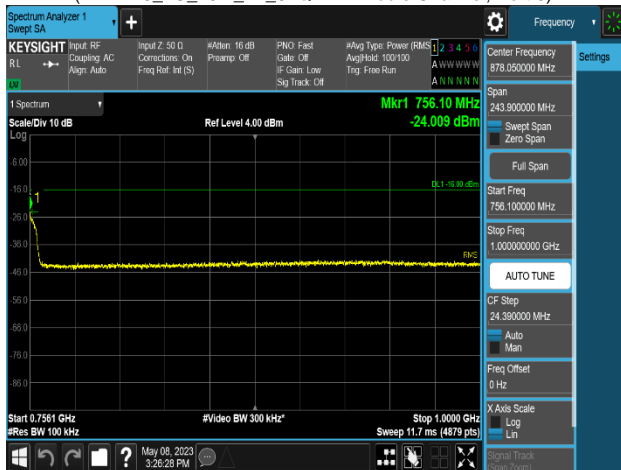 Spectrum Analyzer 1
Swept SA
+
Frequency
KEYSIGHT
RL
Input: RF
Coupling: AC
Align: Auto
Input Z: 50 Ω
Corrections: On
Freq Ref: Int (S)
#Atten: 16 dB
Preamp: Off
PNO: Fast
Gate: Off
IF Gain: Low
Sig Track: Off
#Avg Type: Power (RMS
Avg|Hold: 100/100
Trig: Free Run
1 2 3 4 5 6
A W W W W W
A N N N N N
1 Spectrum
Scale/Div 10 dB
Log
Ref Level 4.00 dBm
Mkr1 756.10 MHz
-24.009 dBm
-6.00
-16.0
-26.0
-36.0
-46.0
-56.0
-66.0
-76.0
-86.0
1
DL1 -16.00 dBm
RMS
Start 0.7561 GHz
#Res BW 100 kHz
#Video BW 300 kHz*
Stop 1.0000 GHz
Sweep 11.7 ms (4879 pts)
Center Frequency
878.050000 MHz
Settings
Span
243.900000 MHz
Swept Span
Zero Span
Full Span
Start Freq
756.100000 MHz
Stop Freq
1.000000000 GHz
AUTO TUNE
CF Step
24.390000 MHz
Auto
Man
Freq Offset
0 Hz
X Axis Scale
Log
Lin
Signal Track
(Span Zoom)
?
May 08, 2023
3:26:28 PM